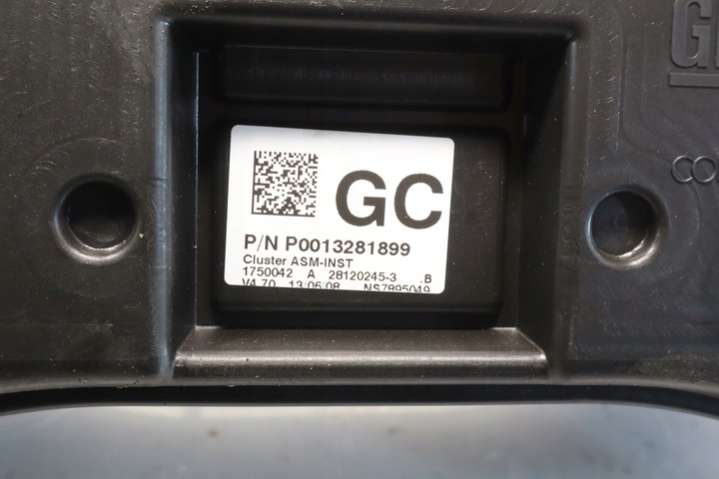 GC
P/N P0013281899
Cluster ASM-INST
1750042 A 28120245-3 .B
V4.70 13/06/08 NS7895049